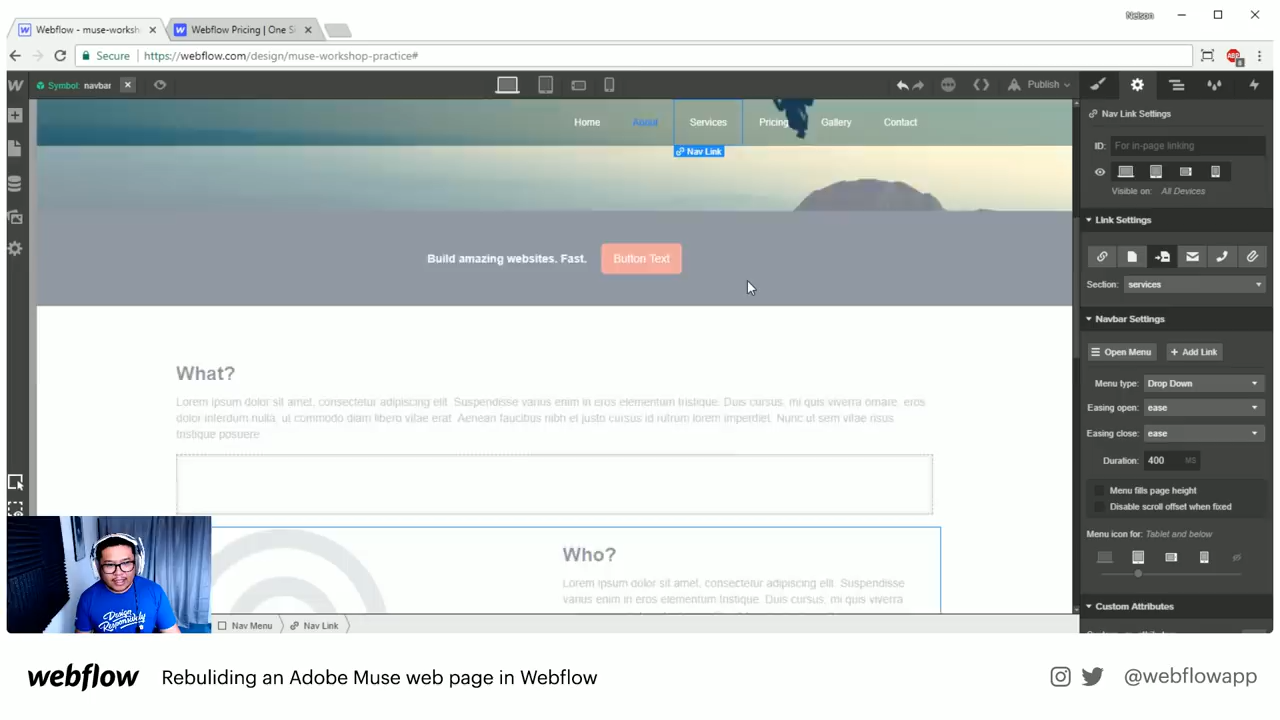 Nelson
Webflow - muse-worksh
Webflow Pricing | One Si
Secure
https://webflow.com/design/muse-workshop-practice#
Symbol: navbar
Publish
Nav Link Settings
Home
About
Services
Pricing
Gallery
Contact
Nav Link
ID: For in-page linking
Visible on: All Devices
Link Settings
Build amazing websites. Fast.
Button Text
Section: services
Navbar Settings
Open Menu
Add Link
What?
Menu type: Drop Down
Lorem ipsum dolor sit amet, consectetur adipiscing elit. Suspendisse varius enim in eros elementum tristique. Duis cursus, mi quis viverra ornare, eros
dolor interdum nulla, ut commodo diam libero vitae erat. Aenean faucibus nibh et justo cursus id rutrum lorem imperdiet. Nunc ut sem vitae risus
tristique posuere
Easing open: ease
Easing close: ease
Duration: 400 MS
Menu fills page height
Disable scroll offset when fixed
Menu icon for: Tablet and below
Who?
Lorem ipsum dolor sit amet, consectetur adipiscing elit. Suspendisse
varius enim in eros elementum tristique. Duis cursus, mi quis viverra
Design
Responsibly
Custom Attributes
Nav Menu
Nav Link
webflow
Rebuliding an Adobe Muse web page in Webflow
@webflowapp